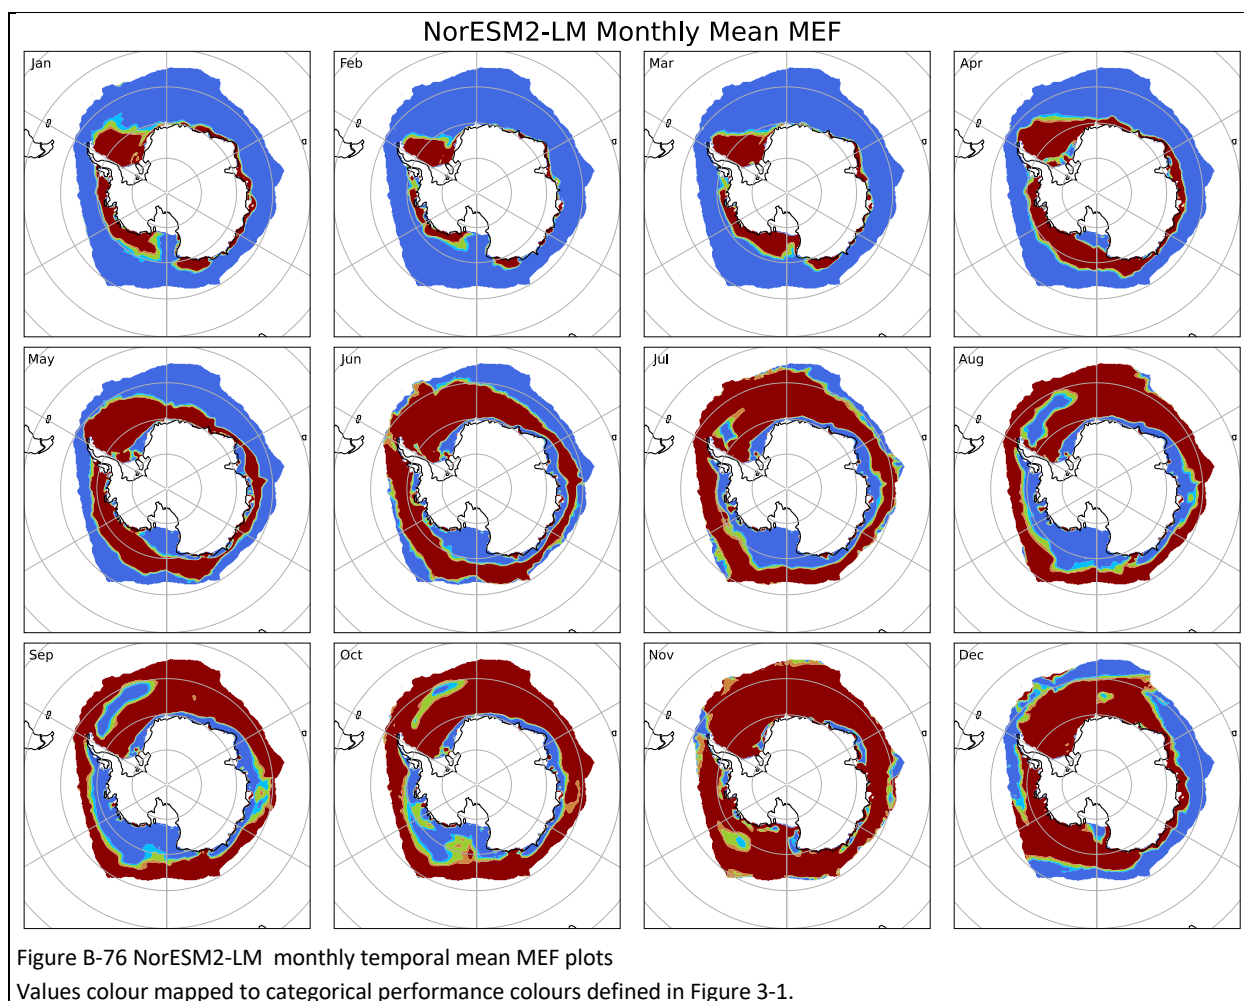 NorESM2-LM Monthly Mean MEF
Jan
Feb
Mar
Apr
May
Jun
Jul
Aug
Sep
Oct
Nov
Dec
Figure B-76 NorESM2-LM  monthly temporal mean MEF plots
Values colour mapped to categorical performance colours defined in Figure 3-1.